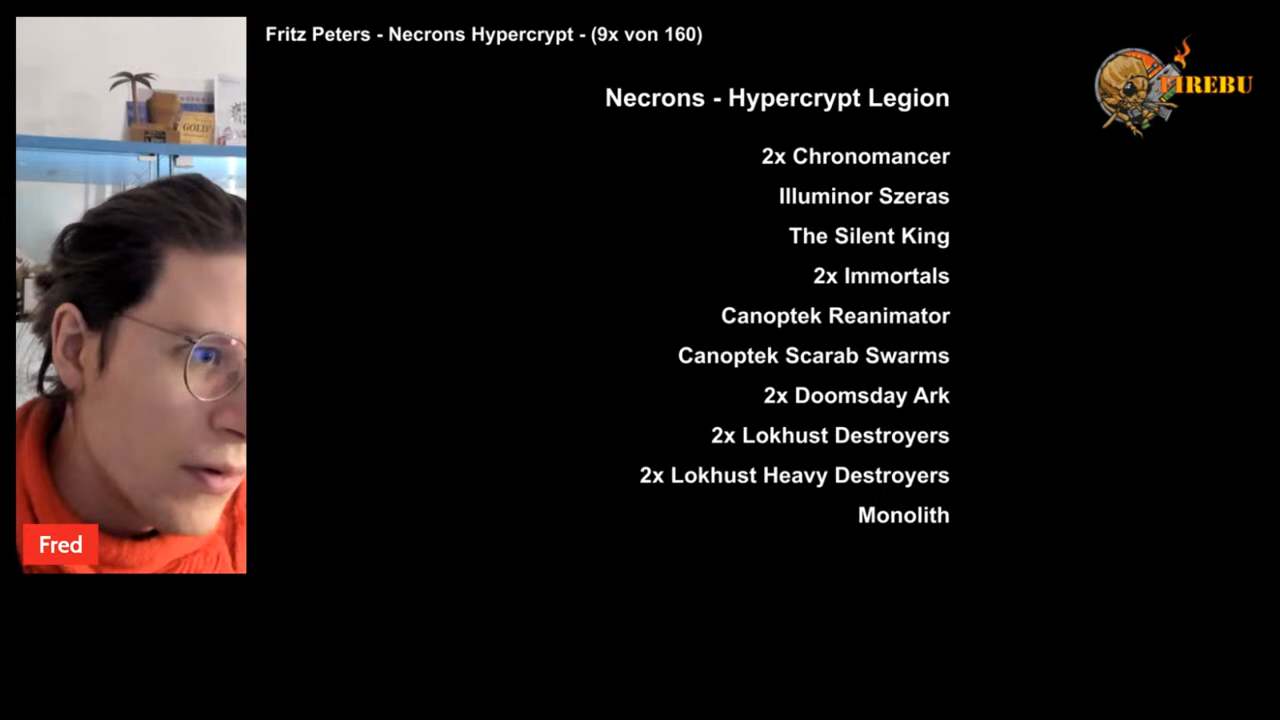 Fritz Peters - Necrons Hypercrypt - (9x von 160)
FIREBU
Necrons - Hypercrypt Legion
2x Chronomancer
Illuminor Szeras
The Silent King
2x Immortals
Canoptek Reanimator
Canoptek Scarab Swarms
2x Doomsday Ark
2x Lokhust Destroyers
2x Lokhust Heavy Destroyers
Monolith
GOLD
Fred